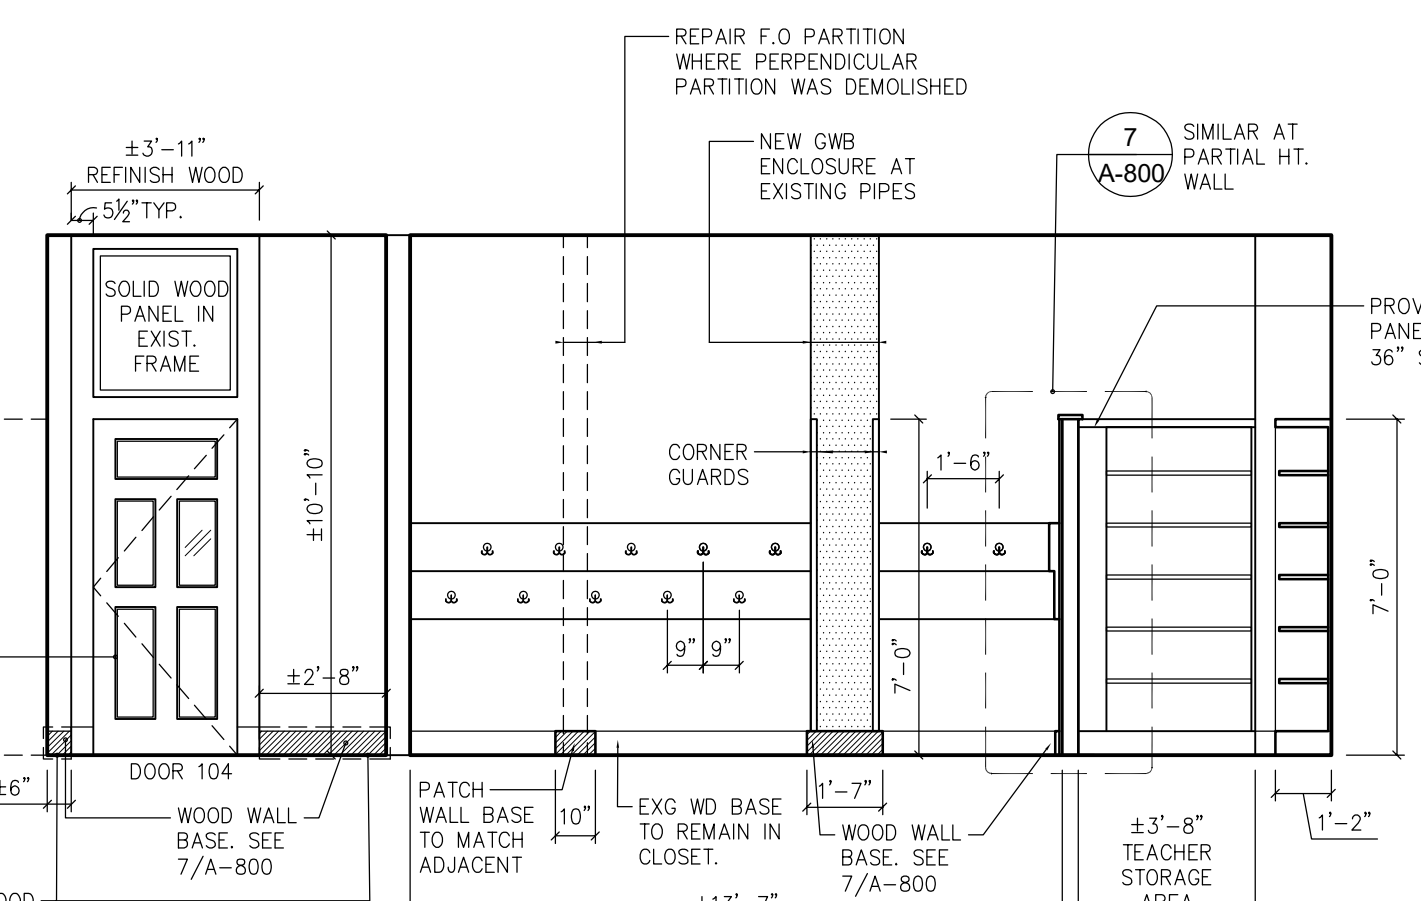 REPAIR F.O PARTITION
WHERE PERPENDICULAR
PARTITION WAS DEMOLISHED
NEW GWB
ENCLOSURE AT
EXISTING PIPES
7
A-800
SIMILAR AT
PARTIAL HT.
WALL
±3'-11"
REFINISH WOOD
5½"TYP.
SOLID WOOD
PANEL IN
EXIST.
FRAME
±10'-10"
CORNER
GUARDS
1'-6"
PROV
PANE
36" S
9"
9"
7'-0"
7'-0"
±2'-8"
DOOR 104
±6"
WOOD WALL
BASE. SEE
7/A-800
PATCH
WALL BASE
TO MATCH
ADJACENT
10"
EXG WD BASE
TO REMAIN IN
CLOSET.
1'-7"
WOOD WALL
BASE. SEE
7/A-800
±3'-8"
TEACHER
STORAGE
AREA
1'-2"
OOD
±13'-7"